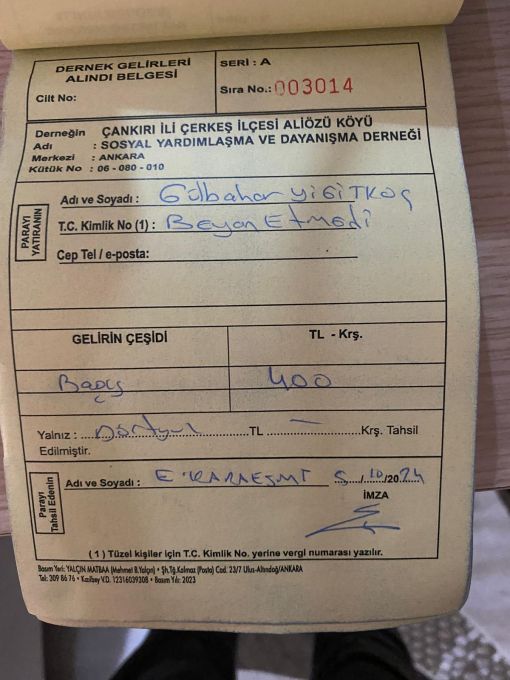 DERNEK GELİRLERİ
ALINDI BELGESİ
Cilt No:
SERİ : A
Sıra No.: 003014
Derneğin ÇANKIRI İLİ ÇERKEŞ İLÇESİ ALİÖZÜ KÖYÜ
Adı : SOSYAL YARDIMLAŞMA VE DAYANIŞMA DERNEĞİ
Merkezi : ANKARA
Kütük No : 06 - 080 - 010
PARAYI YATIRANIN
Adı ve Soyadı : Gülbahar YİGİTKOÇ
T.C. Kimlik No (1) : Beyan Etmedi
Cep Tel / e-posta:
GELİRİN ÇEŞİDİ
TL - Krş.
Bağış 400
Yalnız : Dörtyuz TL — Krş. Tahsil
Edilmiştir.
Parayı Tahsil Edenin
Adı ve Soyadı : 5/10/2024
İMZA
( 1 ) Tüzel kişiler için T.C. Kimlik No. yerine vergi numarası yazılır.
Basım Yeri: YALÇIN MATBAA (Mehmet B.Yalçın) • Şh.Tğ.Kalmaz (Posta) Cad. 23/7 Ulus-Altındağ/ANKARA
Tel: 309 86 76 • Kazıbey V.D. 12316039308 • Basım Yılı: 2023